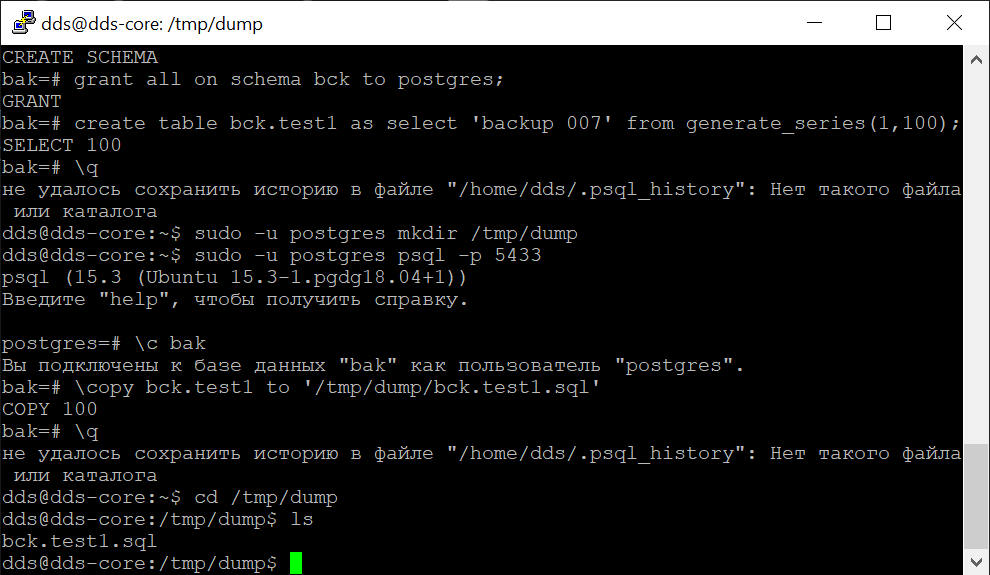 dds@dds-core: /tmp/dump
CREATE SCHEMA
bak=# grant all on schema bck to postgres;
GRANT
bak=# create table bck.test1 as select 'backup 007' from generate_series(1,100);
SELECT 100
bak=# \q
не удалось сохранить историю в файле "/home/dds/.psql_history": Нет такого файла
или каталога
dds@dds-core:~$ sudo -u postgres mkdir /tmp/dump
dds@dds-core:~$ sudo -u postgres psql -p 5433
psql (15.3 (Ubuntu 15.3-1.pgdg18.04+1))
Введите "help", чтобы получить справку.
postgres=# \c bak
Вы подключены к базе данных "bak" как пользователь "postgres".
bak=# \copy bck.test1 to '/tmp/dump/bck.test1.sql'
COPY 100
bak=# \q
не удалось сохранить историю в файле "/home/dds/.psql_history": Нет такого файла
или каталога
dds@dds-core:~$ cd /tmp/dump
dds@dds-core:/tmp/dump$ ls
bck.test1.sql
dds@dds-core:/tmp/dump$